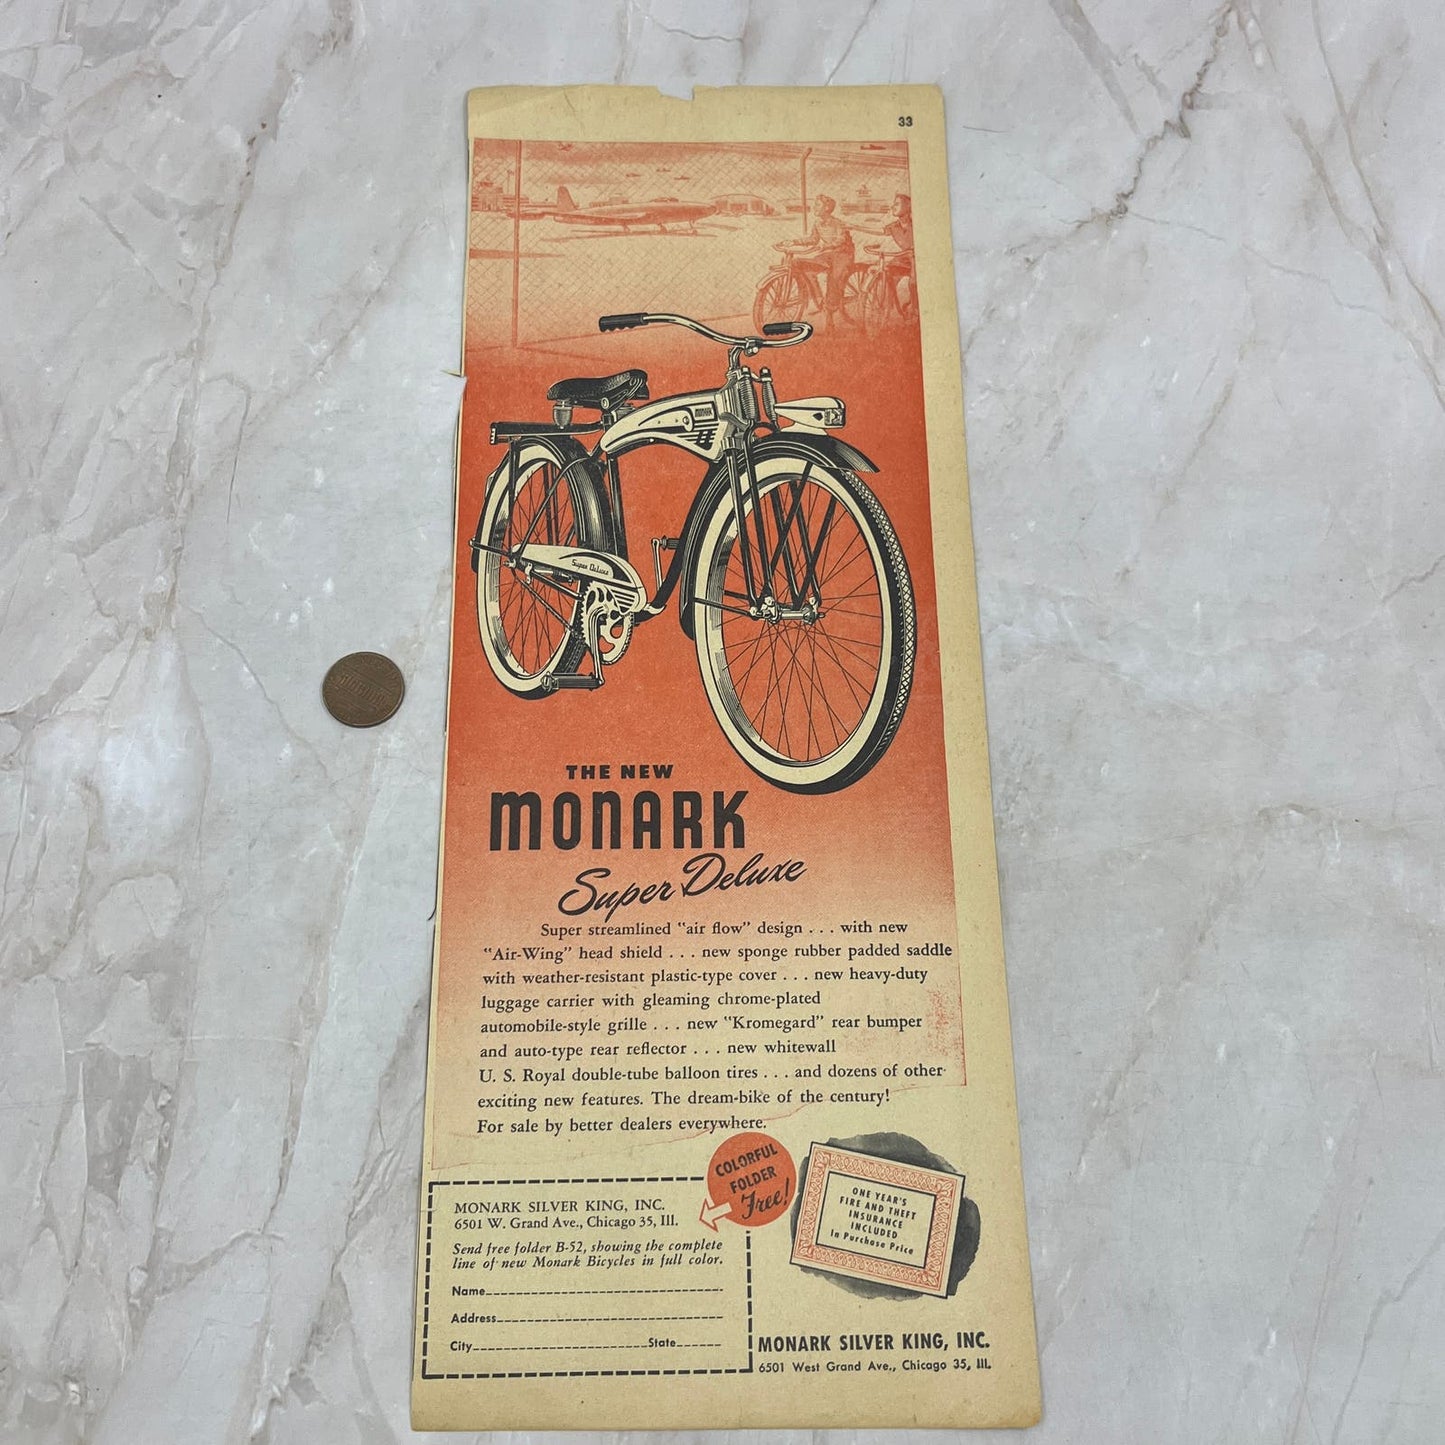 33
MONARK
Super DeLuxe
THE NEW
MONARK
Super Deluxe
Super streamlined "air flow" design . . . with new
"Air-Wing" head shield . . . new sponge rubber padded saddle
with weather-resistant plastic-type cover . . . new heavy-duty
luggage carrier with gleaming chrome-plated
automobile-style grille . . . new "Kromegard" rear bumper
and auto-type rear reflector . . . new whitewall
U. S. Royal double-tube balloon tires . . . and dozens of other
exciting new features. The dream-bike of the century!
For sale by better dealers everywhere.
COLORFUL
FOLDER
Free!
MONARK SILVER KING, INC.
6501 W. Grand Ave., Chicago 35, Ill.
Send free folder B-52, showing the complete
line of new Monark Bicycles in full color.
Name
Address
City State
ONE YEAR'S
FIRE AND THEFT
INSURANCE
INCLUDED
In Purchase Price
MONARK SILVER KING, INC.
6501 West Grand Ave., Chicago 35, Ill.